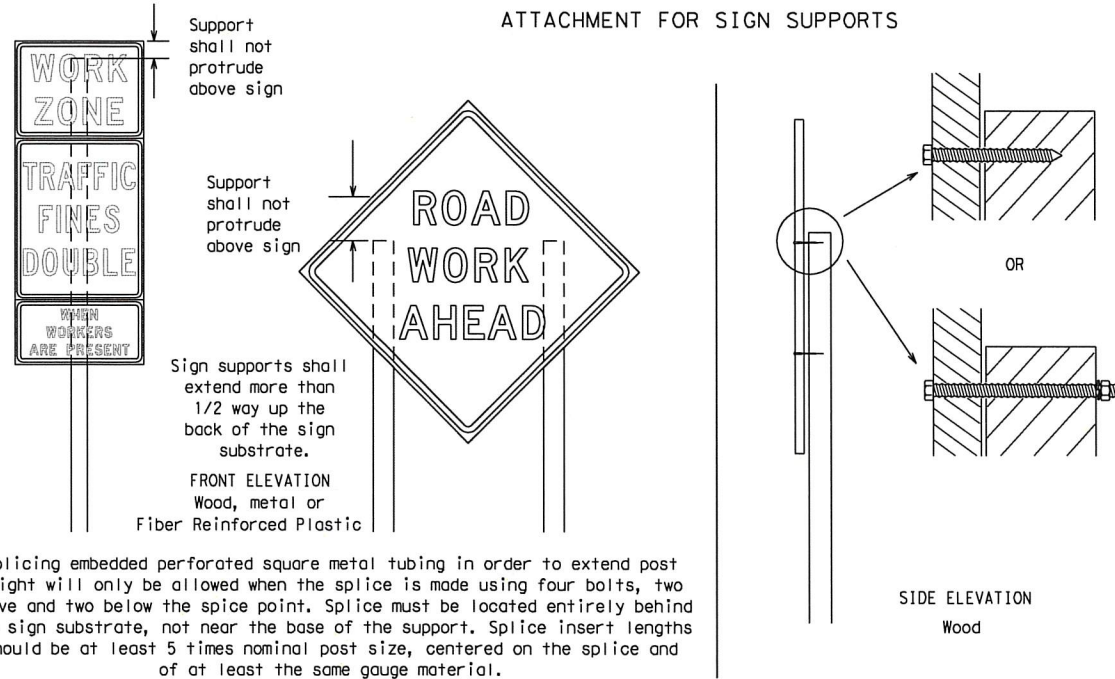 ATTACHMENT FOR SIGN SUPPORTS
Support
shall not
protrude
above sign
WORK
ZONE
TRAFFIC
FINES
DOUBLE
WHEN
WORKERS
ARE PRESENT
Support
shall not
protrude
above sign
ROAD
WORK
AHEAD
Sign supports shall
extend more than
1/2 way up the
back of the sign
substrate.
FRONT ELEVATION
Wood, metal or
Fiber Reinforced Plastic
OR
SIDE ELEVATION
Wood
plicing embedded perforated square metal tubing in order to extend post
ight will only be allowed when the splice is made using four bolts, two
ve and two below the spice point. Splice must be located entirely behind
sign substrate, not near the base of the support. Splice insert lengths
hould be at least 5 times nominal post size, centered on the splice and
of at least the same gauge material.